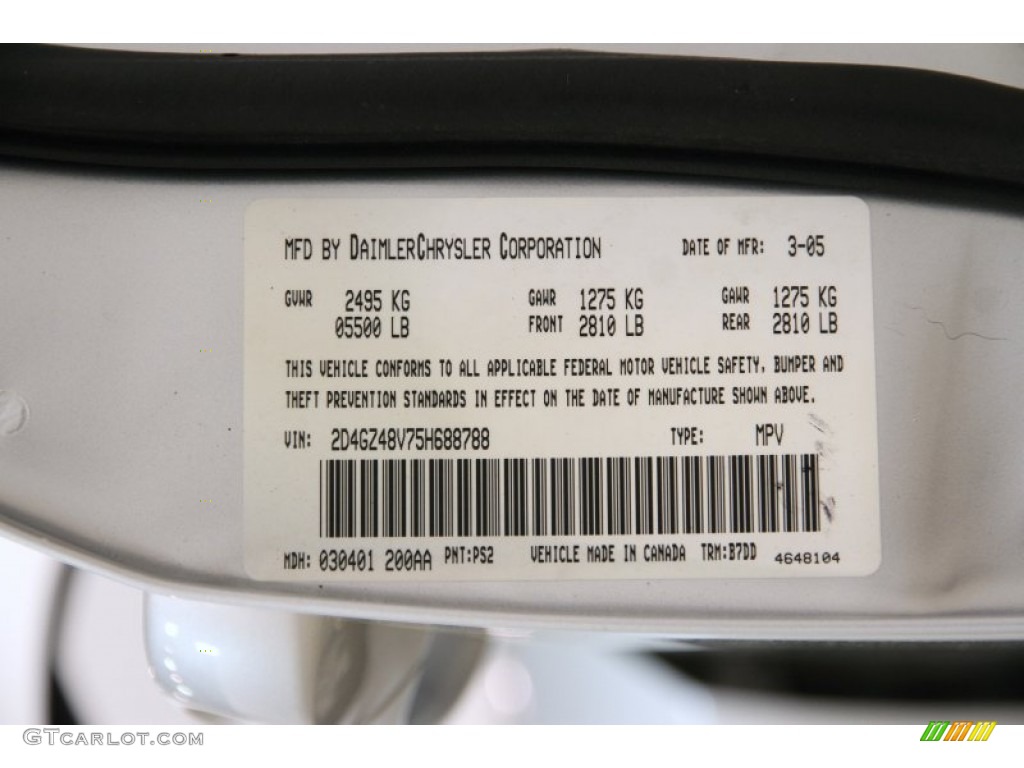 MFD BY DAIMLERCHRYSLER CORPORATION DATE OF MFR: 3-05
GVWR 2495 KG GAWR 1275 KG GAWR 1275 KG
05500 LB FRONT 2810 LB REAR 2810 LB
THIS VEHICLE CONFORMS TO ALL APPLICABLE FEDERAL MOTOR VEHICLE SAFETY, BUMPER AND
THEFT PREVENTION STANDARDS IN EFFECT ON THE DATE OF MANUFACTURE SHOWN ABOVE.
VIN: 2D4GZ48V75H688788 TYPE: MPV
MDH: 030401 200AA PNT:PS2 VEHICLE MADE IN CANADA TRM:B7DD 4648104
GTCARLOT.COM